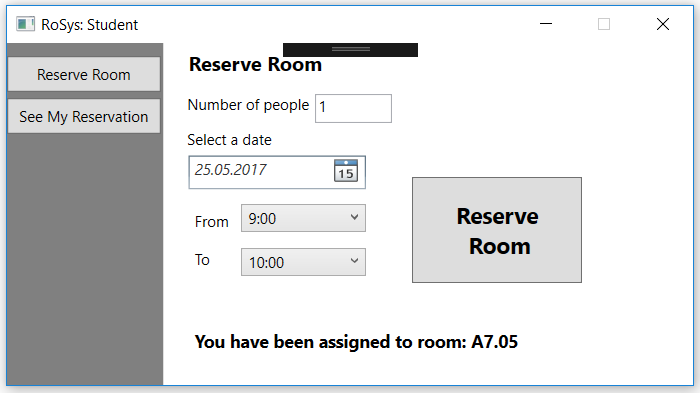 RoSys: Student
Reserve Room
See My Reservation
Reserve Room
Number of people 1
Select a date
25.05.2017 15
From 9:00
To 10:00
Reserve
Room
You have been assigned to room: A7.05